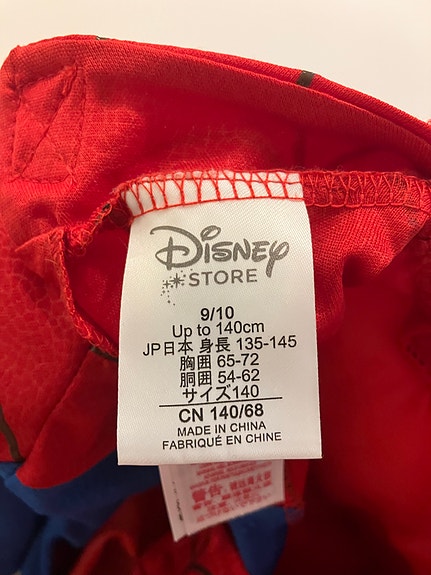 Disney
STORE
9/10
Up to 140cm
JP日本 身長 135-145
胸囲 65-72
胴囲 54-62
サイズ140
CN 140/68
MADE IN CHINA
FABRIQUÉ EN CHINE
警告